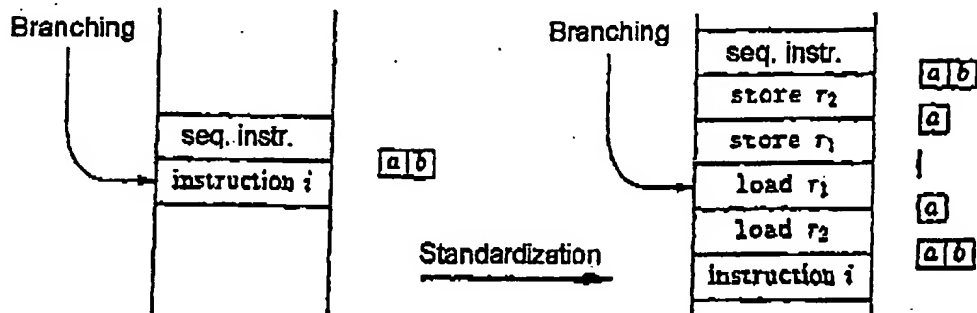 Branching
seq. instr.
instruction i
a b
Standardization
Branching
seq. instr.
store r2
store r1
load r1
load r2
instruction i
a b
a
a
a b